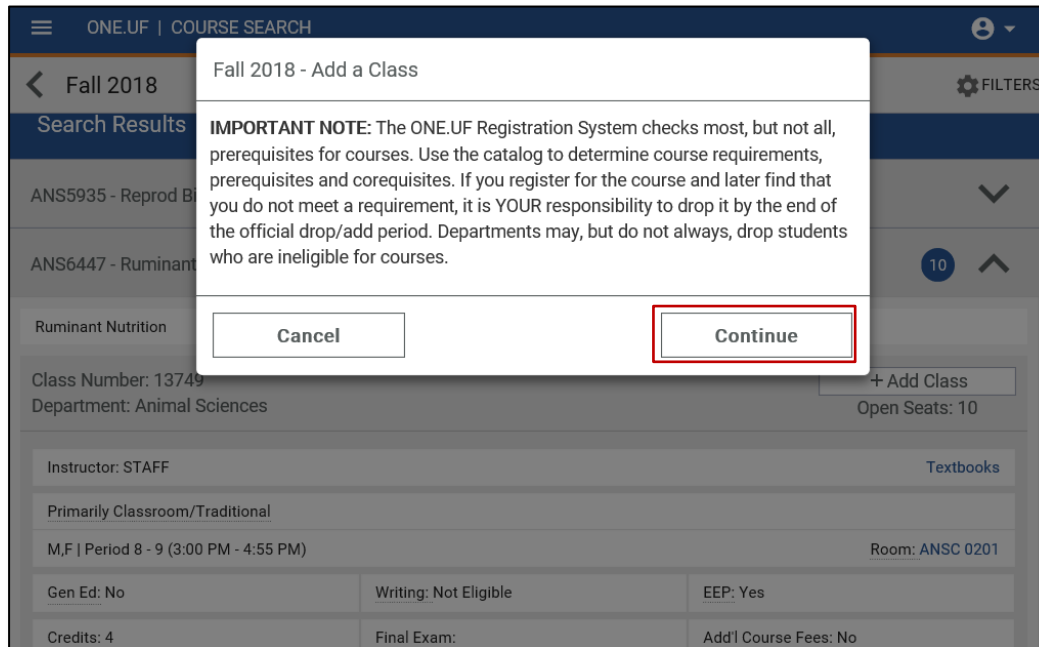 ONE.UF | COURSE SEARCH
Fall 2018 - Add a Class
Fall 2018
FILTERS
Search Results
IMPORTANT NOTE: The ONE.UF Registration System checks most, but not all,
prerequisites for courses. Use the catalog to determine course requirements,
prerequisites and corequisites. If you register for the course and later find that
you do not meet a requirement, it is YOUR responsibility to drop it by the end of
the official drop/add period. Departments may, but do not always, drop students
who are ineligible for courses.
ANS5935 - Reprod Bi
ANS6447 - Ruminant
10
Cancel
Continue
Ruminant Nutrition
Class Number: 13749
+ Add Class
Department: Animal Sciences
Open Seats: 10
Instructor: STAFF
Textbooks
Primarily Classroom/Traditional
M,F | Period 8 - 9 (3:00 PM - 4:55 PM)
Room: ANSC 0201
Gen Ed: No
Writing: Not Eligible
EEP: Yes
Credits: 4
Final Exam:
Add'l Course Fees: No